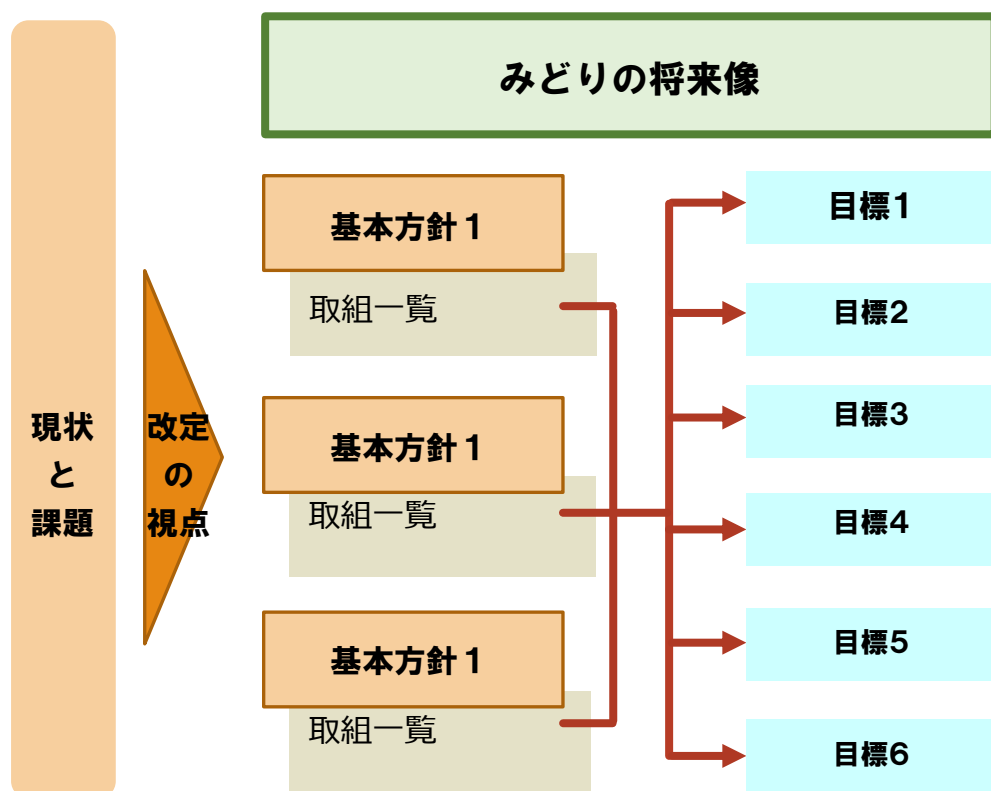 みどりの将来像
現状
と
課題
改定
の
視点
基本方針１
取組一覧
基本方針１
取組一覧
基本方針１
取組一覧
目標１
目標２
目標３
目標４
目標５
目標６